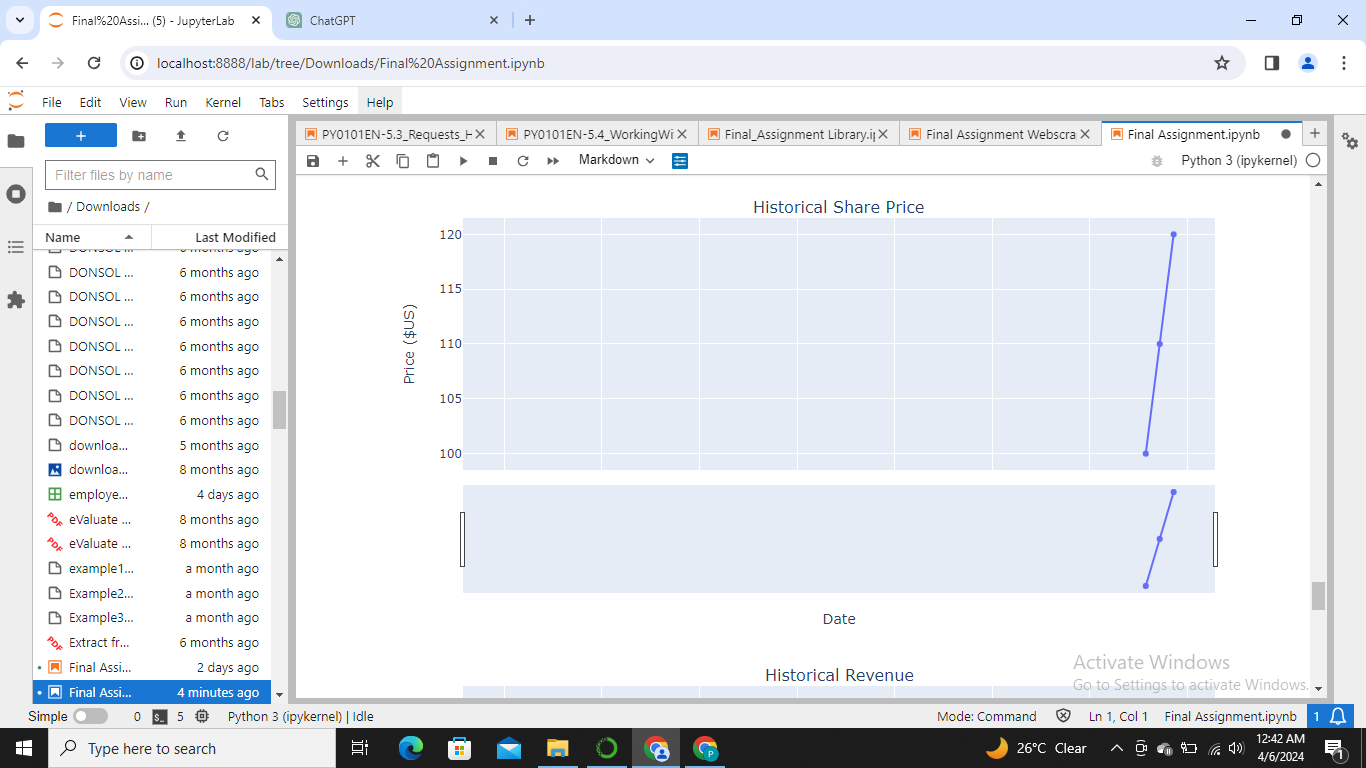 Final%20Assi... (5) - JupyterLab
ChatGPT
localhost:8888/lab/tree/Downloads/Final%20Assignment.ipynb
File Edit View Run Kernel Tabs Settings Help
PY0101EN-5.3_Requests_H
PY0101EN-5.4_WorkingWi
Final_Assignment Library.ip
Final Assignment Webscra
Final Assignment.ipynb
Markdown
Python 3 (ipykernel)
Filter files by name
/ Downloads /
Name Last Modified
DONSOL ... 6 months ago
DONSOL ... 6 months ago
DONSOL ... 6 months ago
DONSOL ... 6 months ago
DONSOL ... 6 months ago
DONSOL ... 6 months ago
DONSOL ... 6 months ago
DONSOL ... 6 months ago
downloa... 5 months ago
downloa... 8 months ago
employe... 4 days ago
eValuate ... 8 months ago
eValuate ... 8 months ago
example1... a month ago
Example2... a month ago
Example3... a month ago
Extract fr... 6 months ago
Final Assi... 2 days ago
Final Assi... 4 minutes ago
Historical Share Price
120
115
110
105
100
Price ($US)
Date
Historical Revenue
Activate Windows
Go to Settings to activate Windows.
Simple 0 5 Python 3 (ipykernel) | Idle
Mode: Command Ln 1, Col 1 Final Assignment.ipynb 1
Type here to search
26°C Clear
12:42 AM
4/6/2024
1